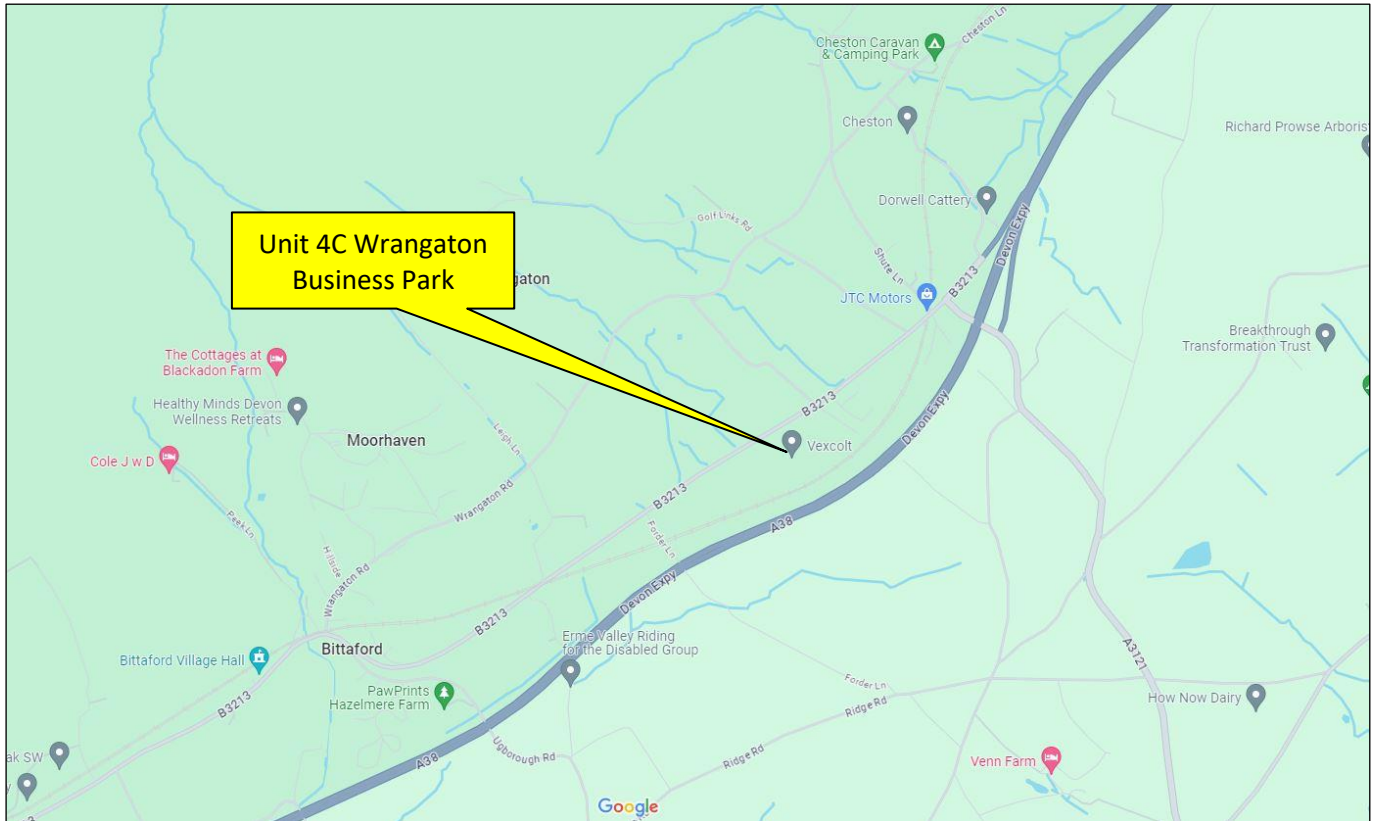 Cheston Ln
Cheston Caravan
& Camping Park
Cheston
Richard Prowse Arboris
Dorwell Cattery
Devon Expy
Golf Links Rd
Unit 4C Wrangaton
Business Park
gaton
Shute Ln
B3213
JTC Motors
Breakthrough
Transformation Trust
The Cottages at
Blackadon Farm
Healthy Minds Devon
Wellness Retreats
B3213
Devon Expy
Moorhaven
Leigh Ln
Vexcolt
Cole J w D
Wrangaton Rd
B3213
Peek Ln
A38
Forder Ln
Hillside
Wrangaton Rd
Devon Expy
B3213
Erme Valley Riding
for the Disabled Group
Bittaford
Bittaford Village Hall
A3121
PawPrints
Hazelmere Farm
Forder Ln
How Now Dairy
B3213
Ridge Rd
Ugborough Rd
ak SW
A38
Ridge Rd
Venn Farm
Google